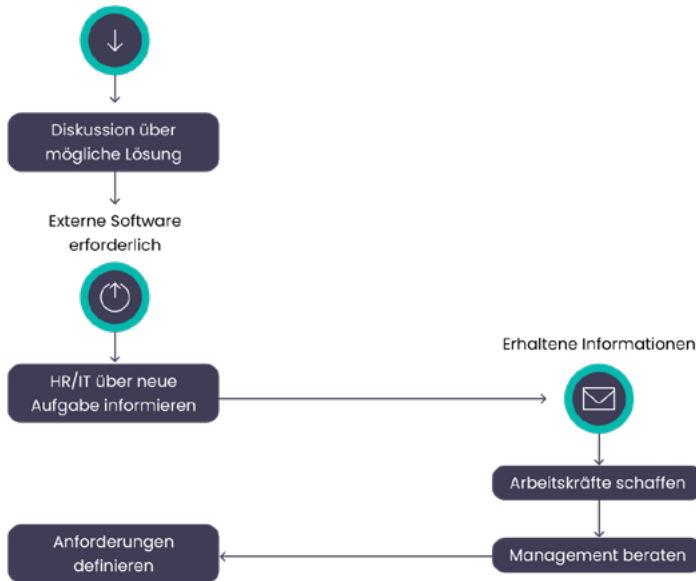 Diskussion über
mögliche Lösung
Externe Software
erforderlich
HR/IT über neue
Aufgabe informieren
Erhaltene Informationen
Arbeitskräfte schaffen
Management beraten
Anforderungen
definieren